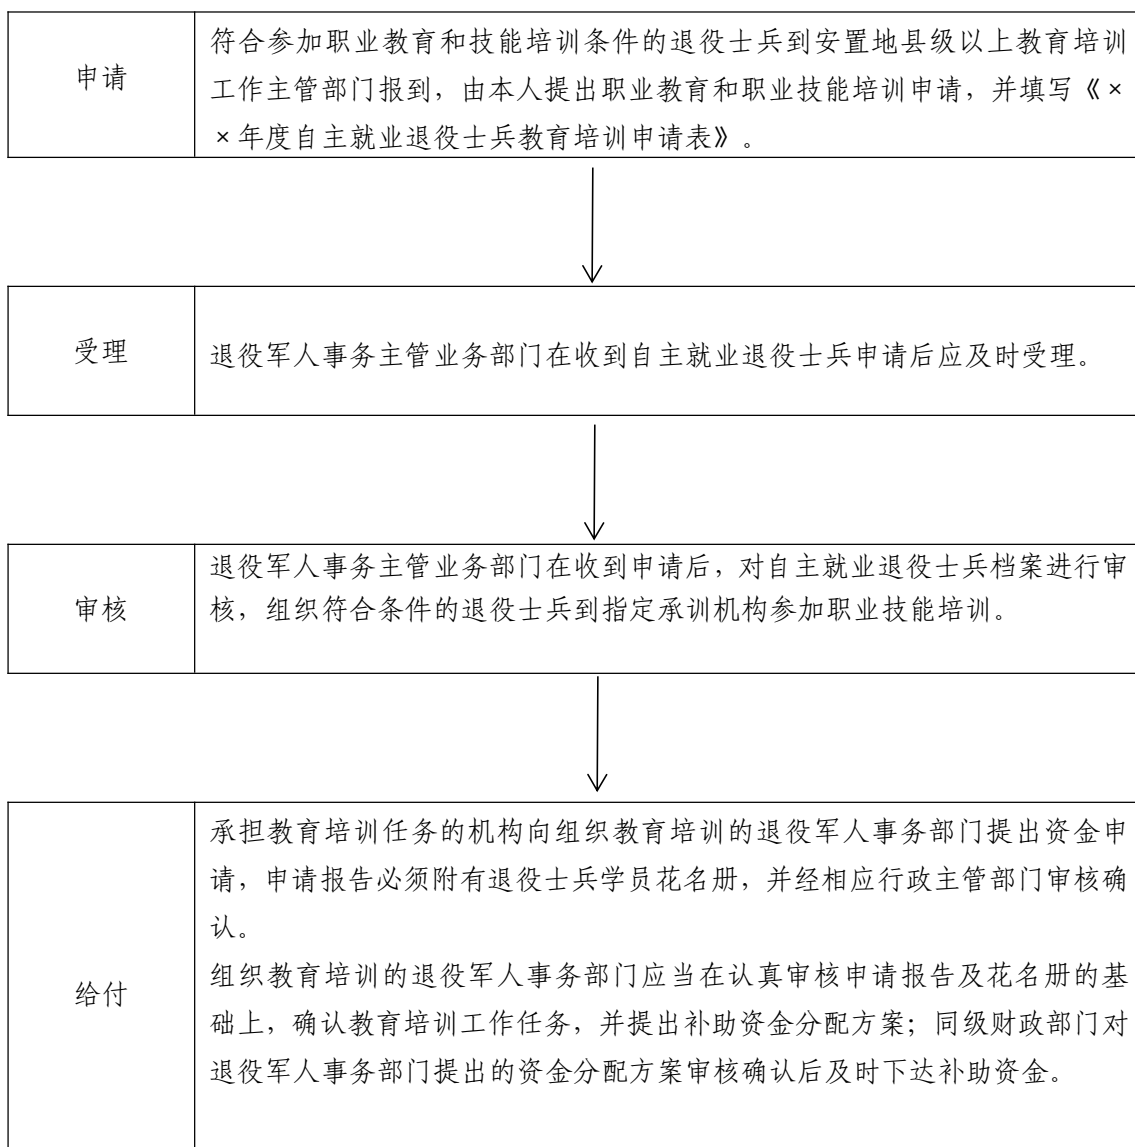 申请
符合参加职业教育和技能培训条件的退役士兵到安置地县级以上教育培训
工作主管部门报到，由本人提出职业教育和职业技能培训申请，并填写《×
×年度自主就业退役士兵教育培训申请表》。
受理
退役军人事务主管业务部门在收到自主就业退役士兵申请后应及时受理。
审核
退役军人事务主管业务部门在收到申请后，对自主就业退役士兵档案进行审
核，组织符合条件的退役士兵到指定承训机构参加职业技能培训。
给付
承担教育培训任务的机构向组织教育培训的退役军人事务部门提出资金申
请，申请报告必须附有退役士兵学员花名册，并经相应行政主管部门审核确
认。
组织教育培训的退役军人事务部门应当在认真审核申请报告及花名册的基
础上，确认教育培训工作任务，并提出补助资金分配方案；同级财政部门对
退役军人事务部门提出的资金分配方案审核确认后及时下达补助资金。